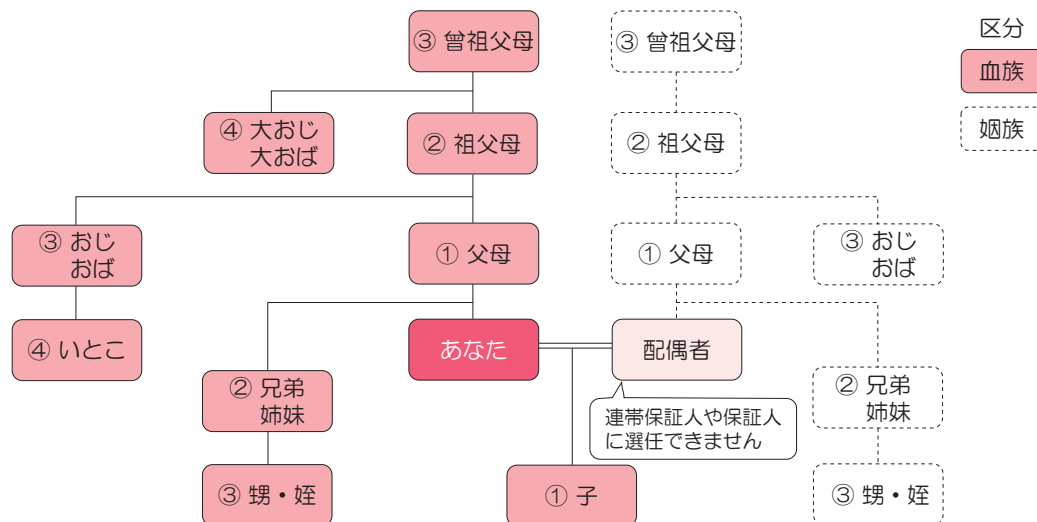 ③ 曾祖父母
③ 曾祖父母
区分
血族
姻族
④ 大おじ
大おば
② 祖父母
② 祖父母
③ おじ
おば
① 父母
① 父母
③ おじ
おば
④ いとこ
あなた
配偶者
② 兄弟
姉妹
連帯保証人や保証人
に選任できません
② 兄弟
姉妹
③ 甥・姪
① 子
③ 甥・姪